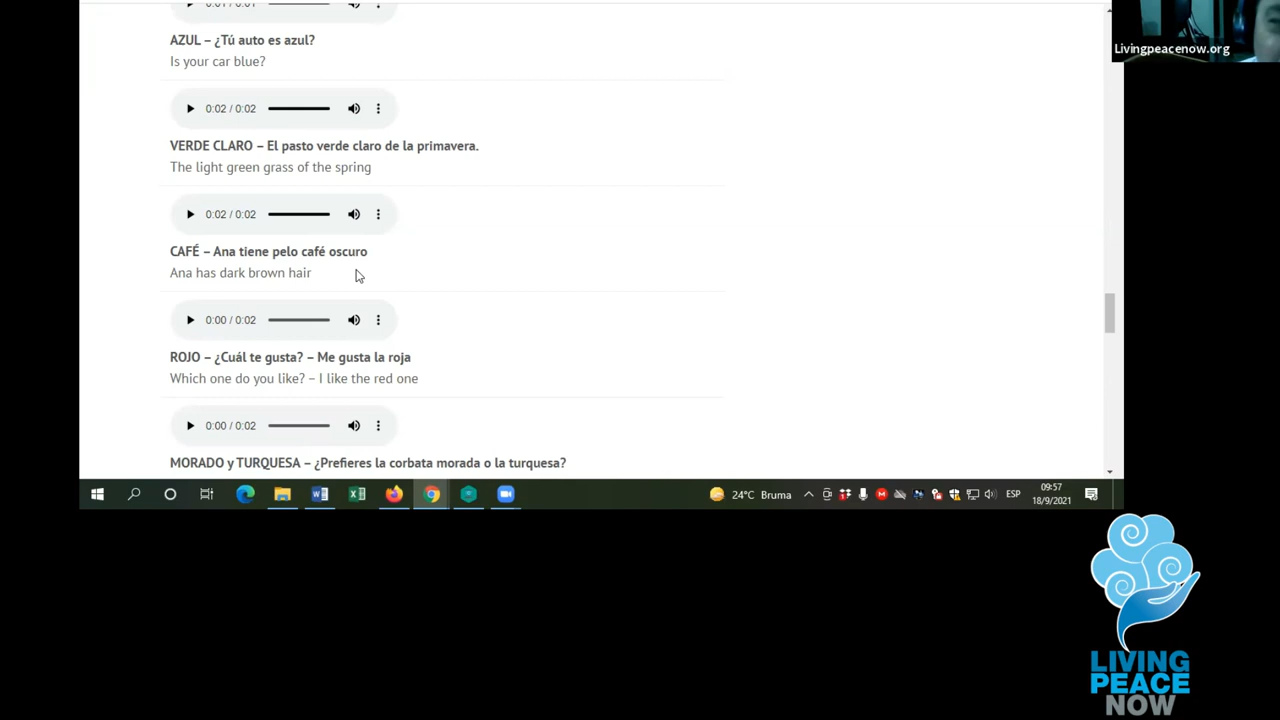 0:01 / 0:01
Livingpeacenow.org
AZUL – ¿Tú auto es azul?
Is your car blue?
0:02 / 0:02
VERDE CLARO – El pasto verde claro de la primavera.
The light green grass of the spring
0:02 / 0:02
CAFÉ – Ana tiene pelo café oscuro
Ana has dark brown hair
0:00 / 0:02
ROJO – ¿Cuál te gusta? – Me gusta la roja
Which one do you like? – I like the red one
0:00 / 0:02
MORADO y TURQUESA – ¿Prefieres la corbata morada o la turquesa?
24°C Bruma
ESP
09:57
18/9/2021
LIVING
PEACE
NOW